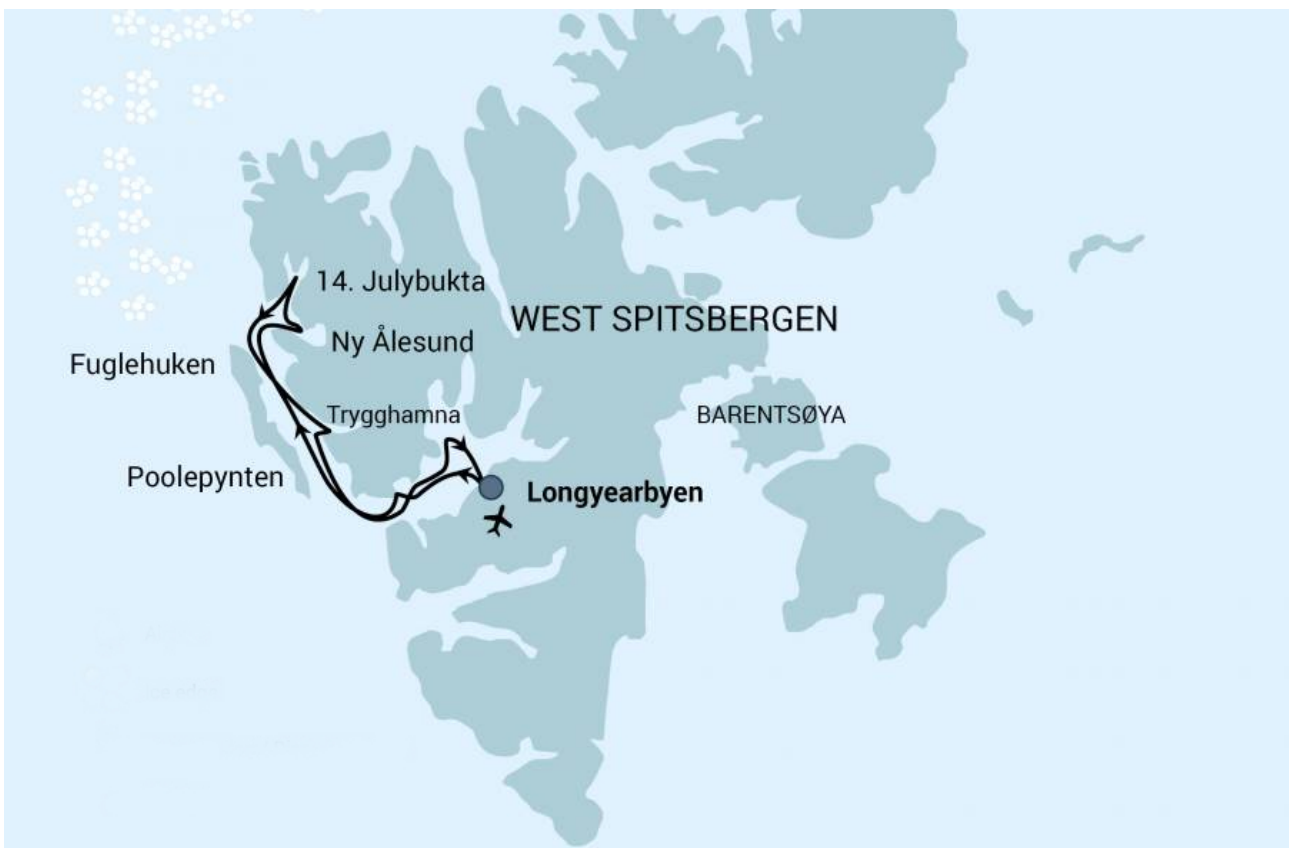 14. Julybukta
WEST SPITSBERGEN
Ny Ålesund
Fuglehuken
Trygghamna
BARENTSØYA
Poolepynten
Longyearbyen